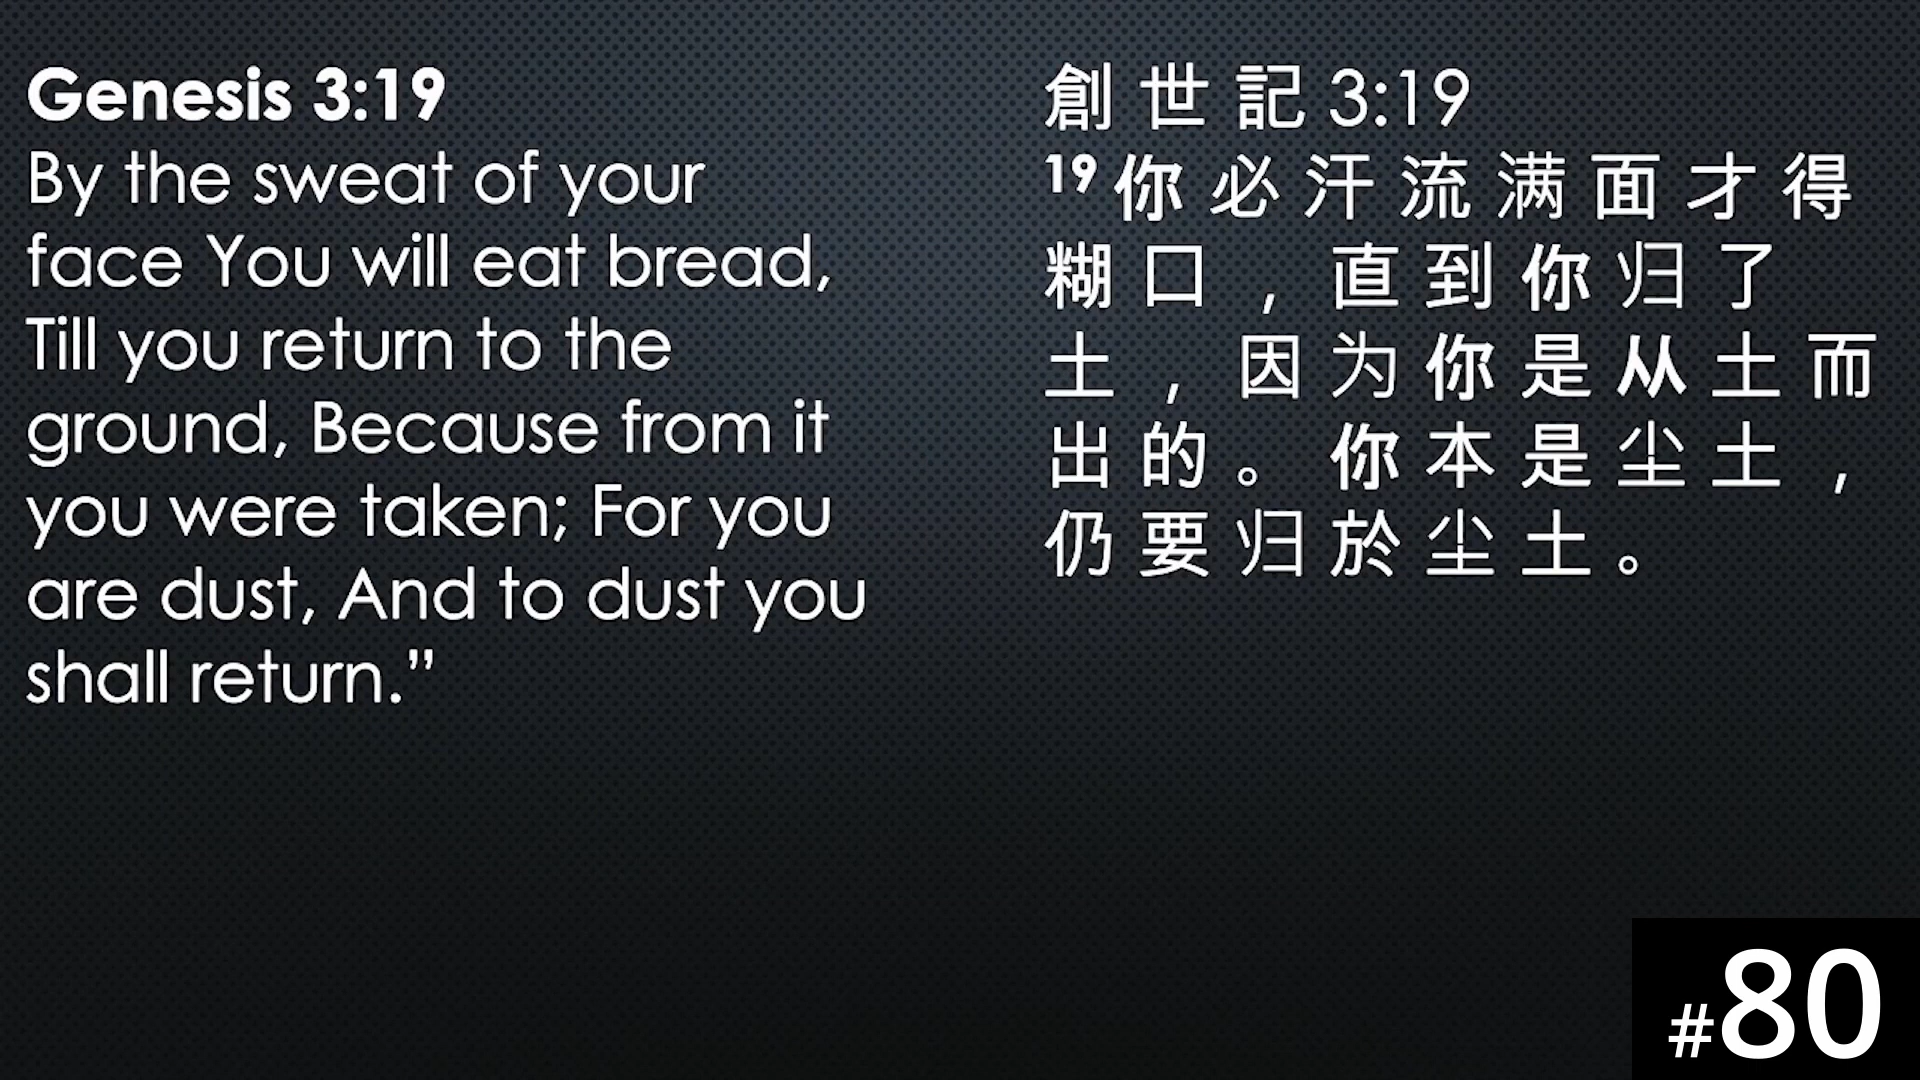 Genesis 3:19
By the sweat of your
face You will eat bread,
Till you return to the
ground, Because from it
you were taken; For you
are dust, And to dust you
shall return.”
創世記3:19
19你必汗流满面才得
糊口，直到你归了
土，因为你是从土而
出的。你本是尘土，
仍要归於尘土。
#80